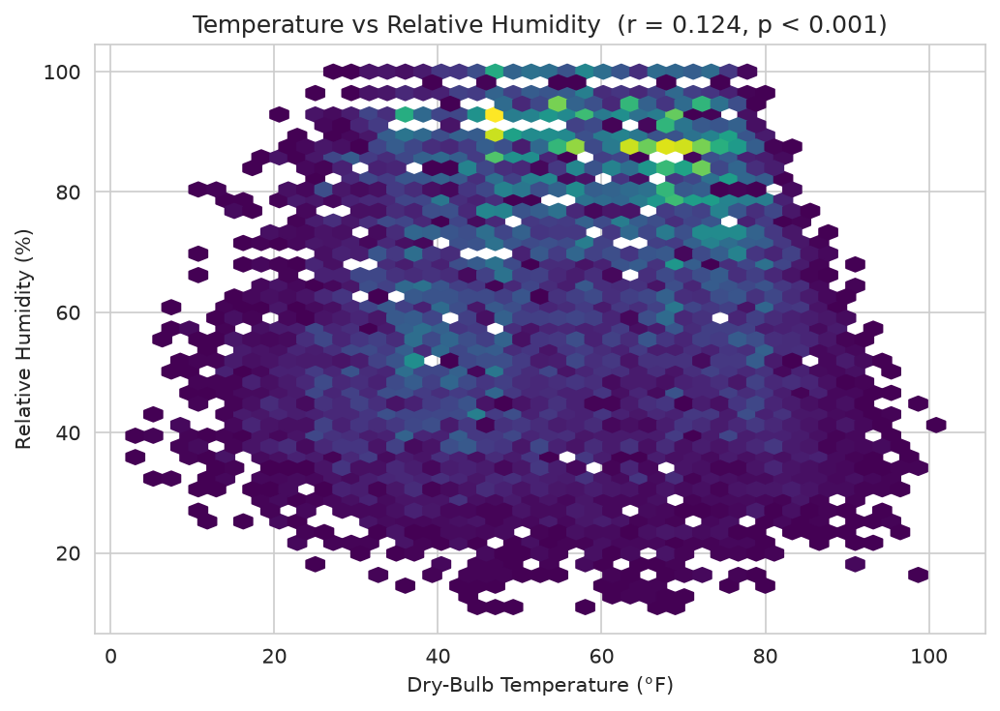 Temperature vs Relative Humidity  (r = 0.124, p < 0.001)
100
80
60
40
20
Relative Humidity (%)
0 20 40 60 80 100
Dry-Bulb Temperature (°F)